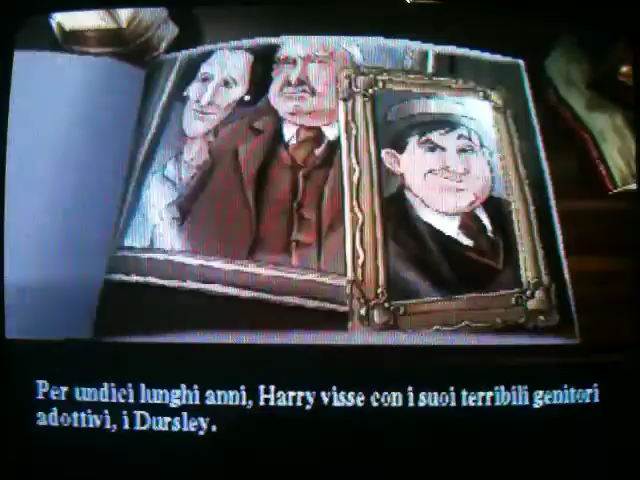 Per undici lunghi anni, Harry visse con i suoi terribili genitori
adottivi, i Dursley.